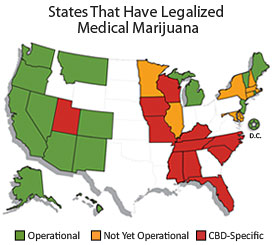 States That Have Legalized
Medical Marijuana
D.C.
Operational
Not Yet Operational
CBD-Specific